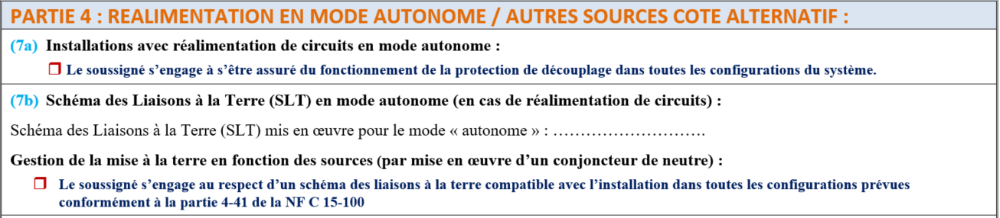 PARTIE 4 : REALIMENTATION EN MODE AUTONOME / AUTRES SOURCES COTE ALTERNATIF :
(7a) Installations avec réalimentation de circuits en mode autonome :
❐ Le soussigné s’engage à s’être assuré du fonctionnement de la protection de découplage dans toutes les configurations du système.
(7b) Schéma des Liaisons à la Terre (SLT) en mode autonome (en cas de réalimentation de circuits) :
Schéma des Liaisons à la Terre (SLT) mis en œuvre pour le mode « autonome » : ……………………….
Gestion de la mise à la terre en fonction des sources (par mise en œuvre d’un conjoncteur de neutre) :
❐ Le soussigné s’engage au respect d’un schéma des liaisons à la terre compatible avec l’installation dans toutes les configurations prévues
conformément à la partie 4-41 de la NF C 15-100